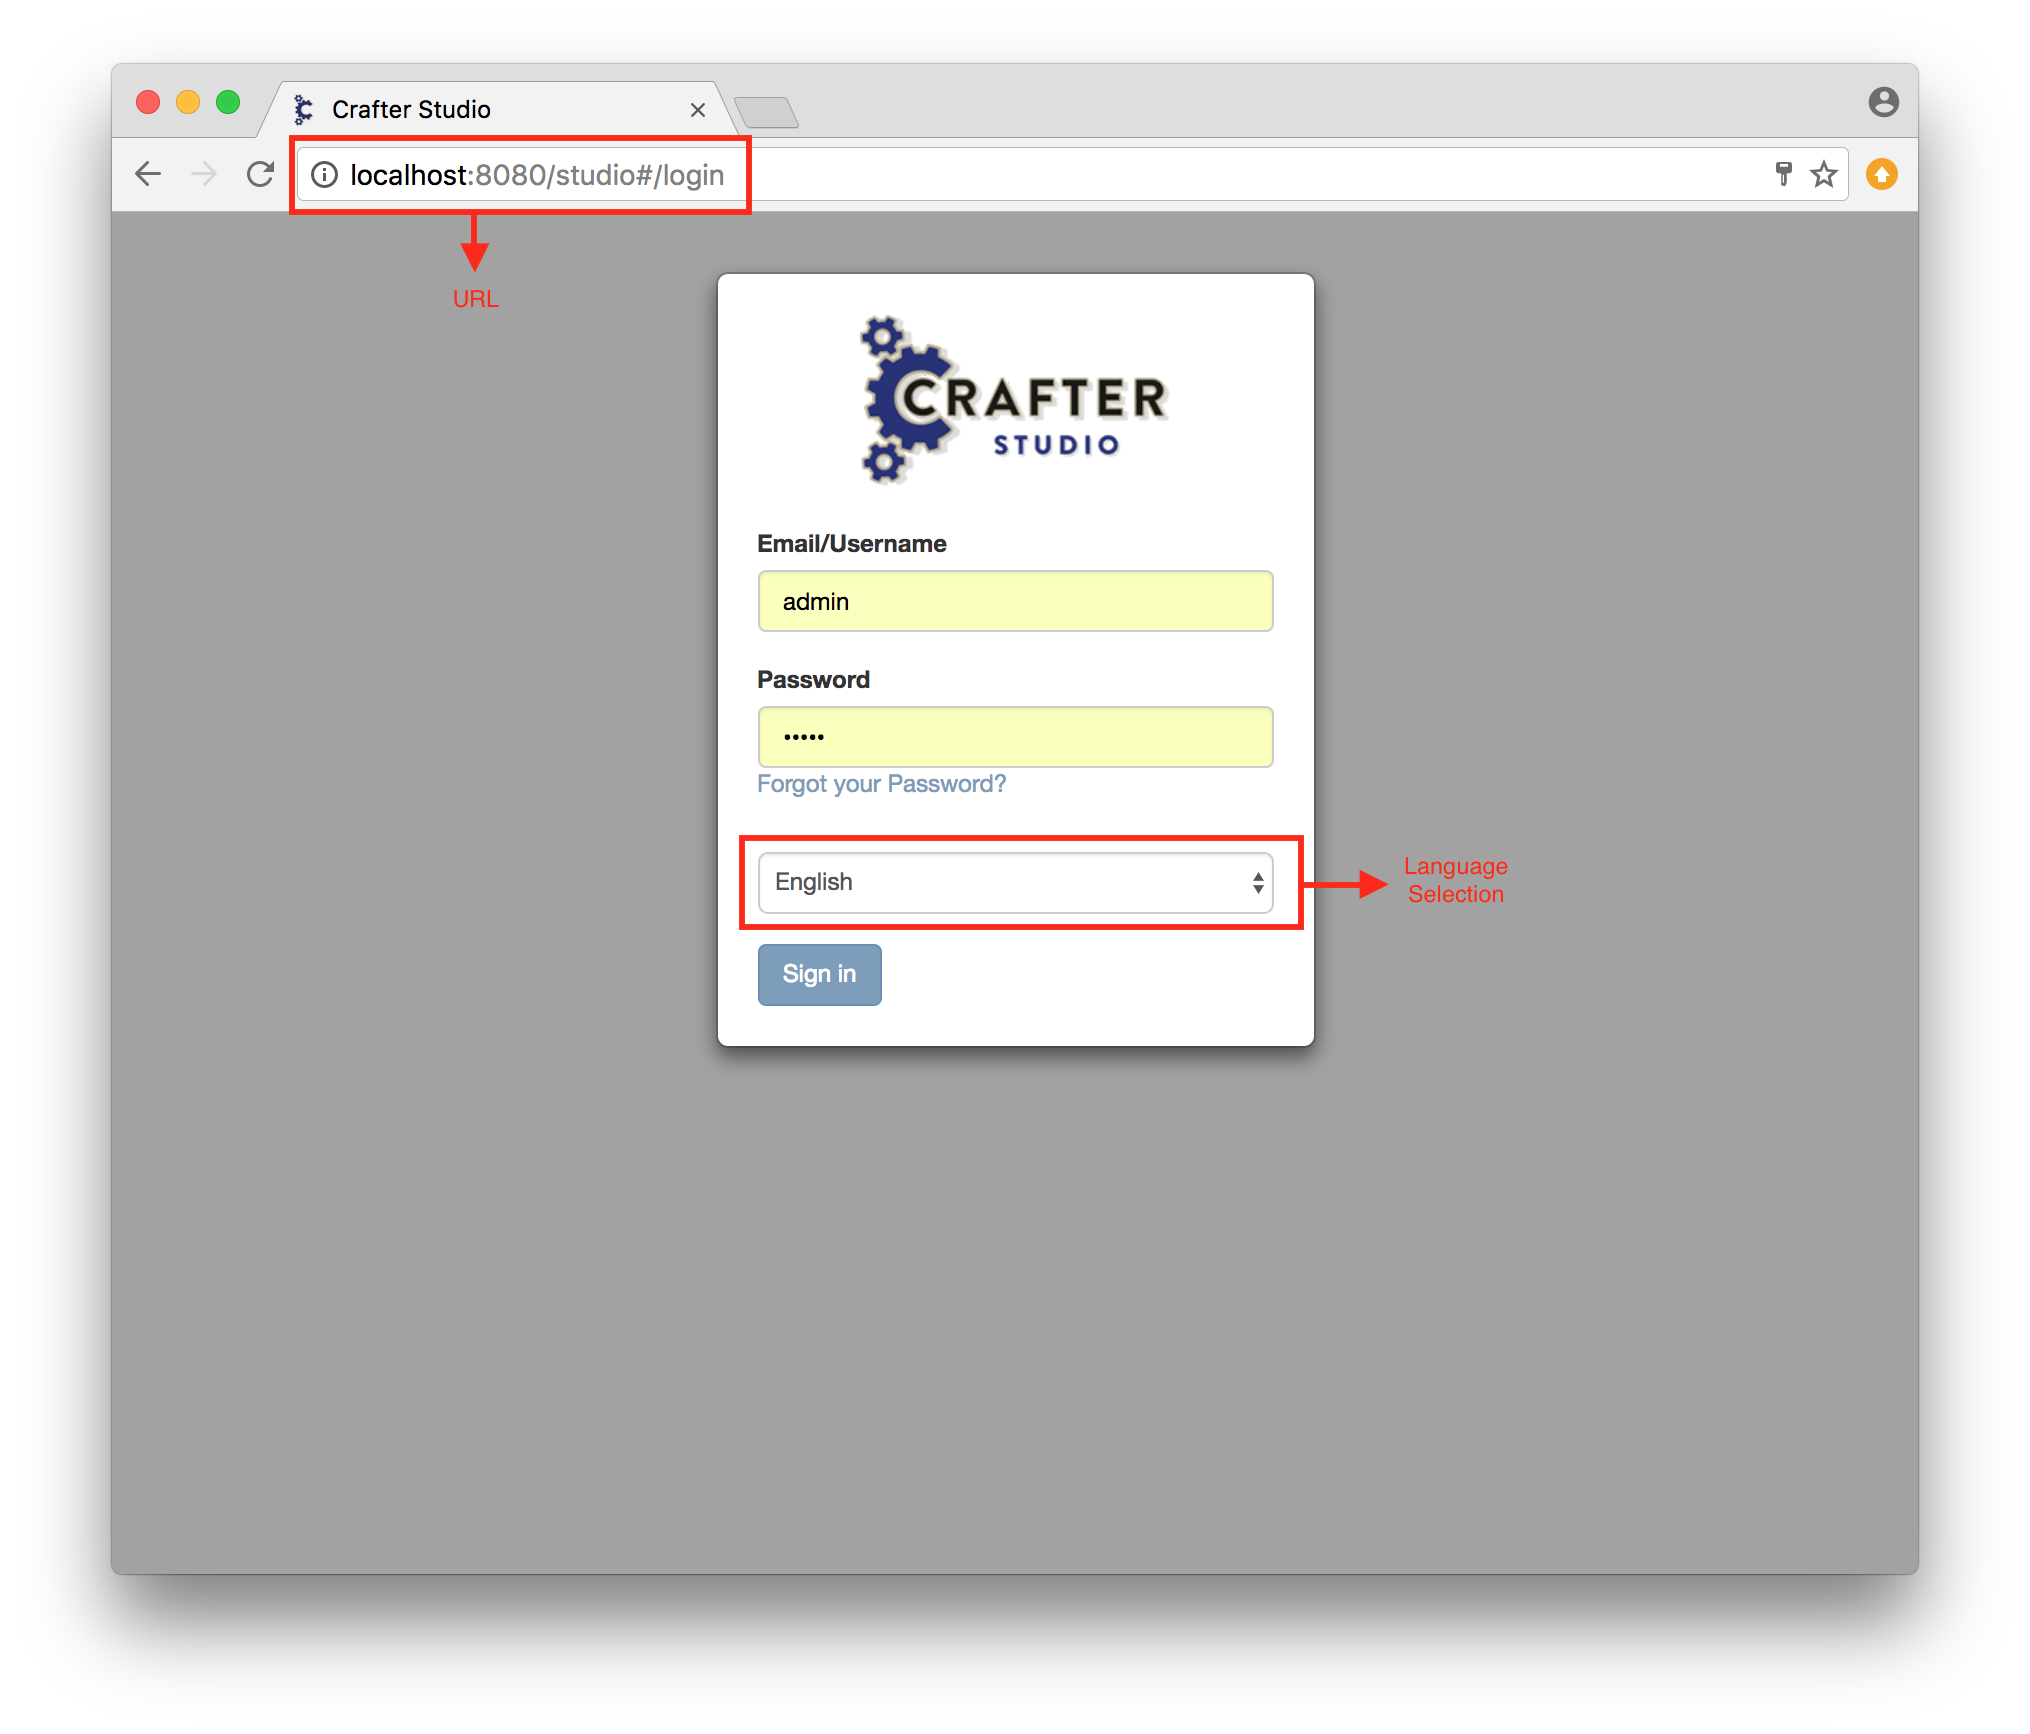 Crafter Studio
localhost:8080/studio#/login
URL
CRAFTER
STUDIO
Email/Username
admin
Password
•••••
Forgot your Password?
English
Language
Selection
Sign in